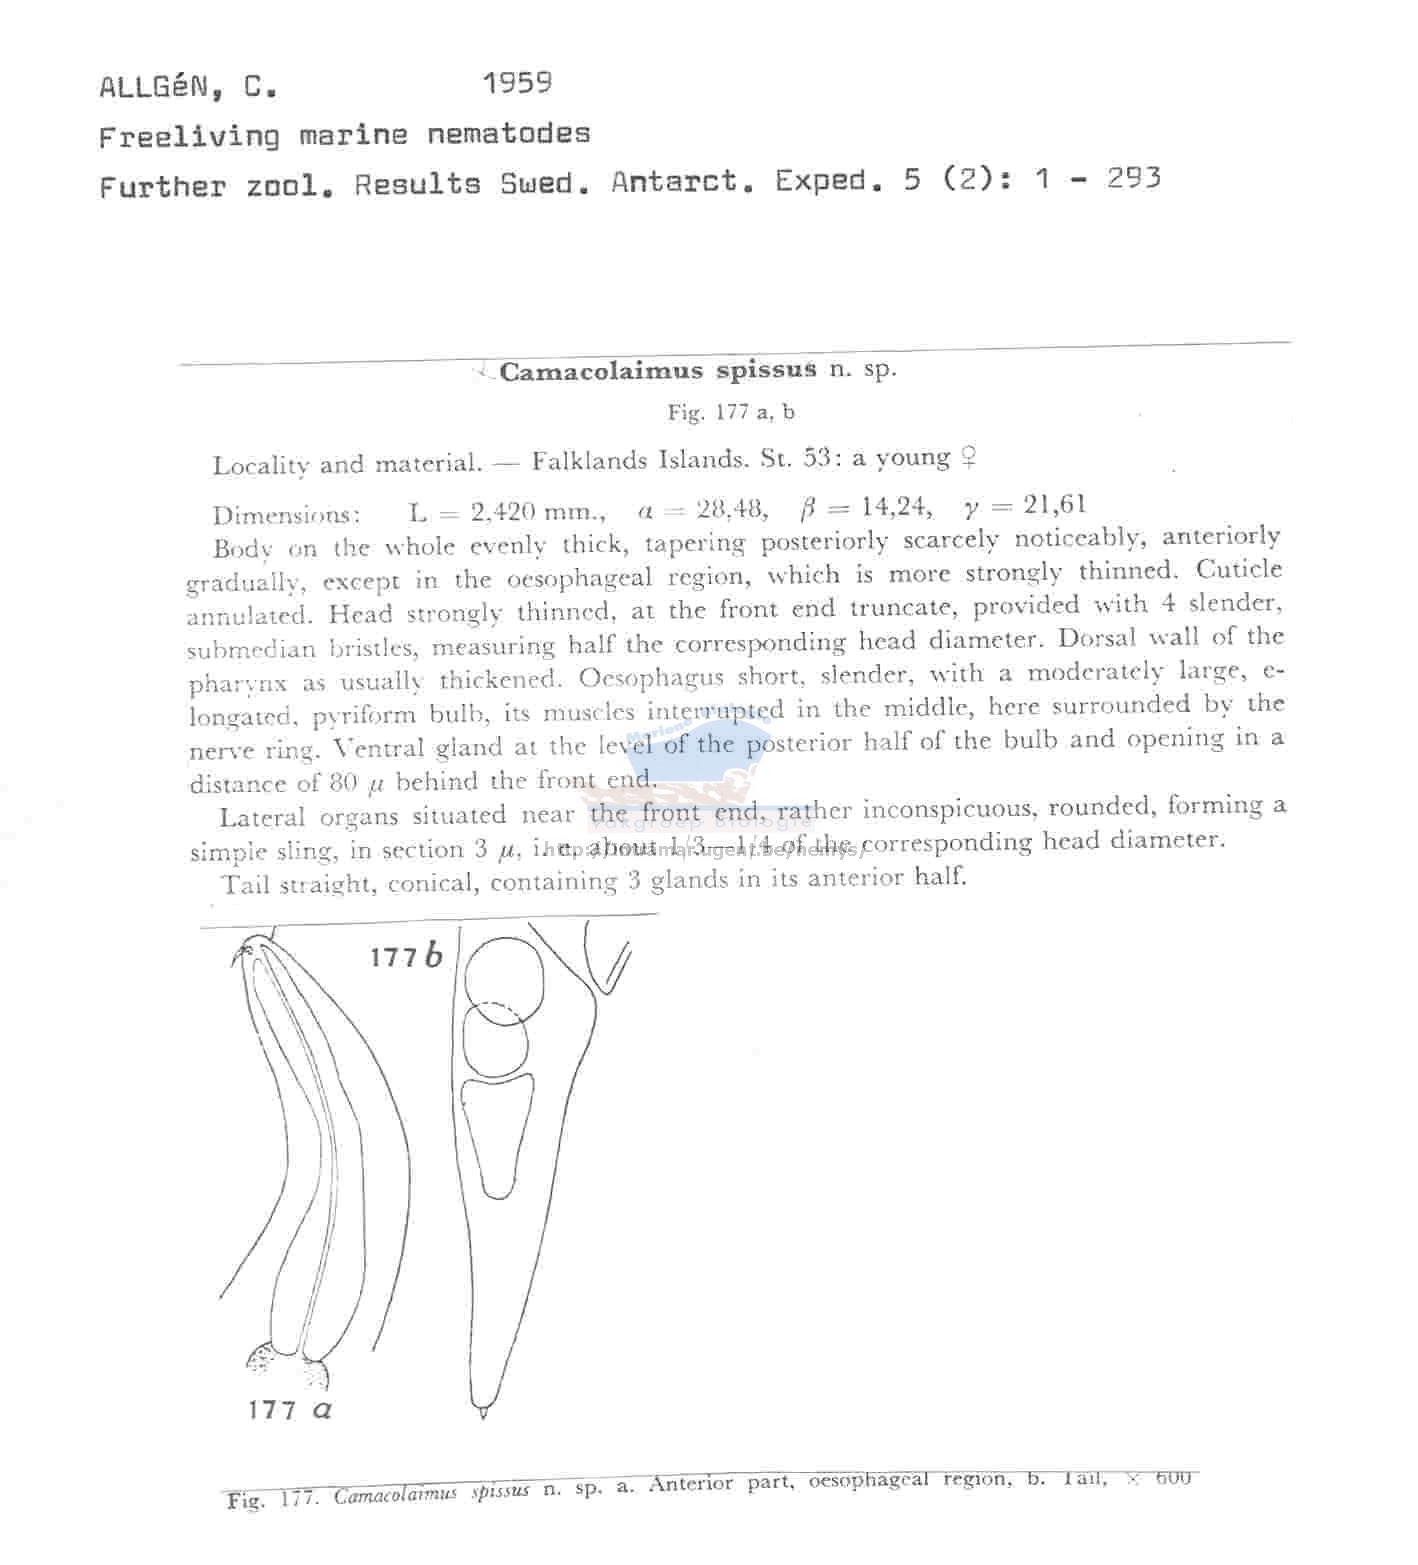 ALLGéN, C. 1959
Freeliving marine nematodes
Further zool. Results Swed. Antarct. Exped. 5 (2): 1 - 293
Camacolaimus spissus n. sp.
Fig. 177 a, b
Locality and material. — Falklands Islands. St. 53: a young ♀
Dimensions: L = 2,420 mm., α = 28,48, β = 14,24, γ = 21,61
Body on the whole evenly thick, tapering posteriorly scarcely noticeably, anteriorly
gradually, except in the oesophageal region, which is more strongly thinned. Cuticle
annulated. Head strongly thinned, at the front end truncate, provided with 4 slender,
submedian bristles, measuring half the corresponding head diameter. Dorsal wall of the
pharynx as usually thickened. Oesophagus short, slender, with a moderately large, e-
longated, pyriform bulb, its muscles interrupted in the middle, here surrounded by the
nerve ring. Ventral gland at the level of the posterior half of the bulb and opening in a
distance of 80 μ behind the front end.
Lateral organs situated near the front end, rather inconspicuous, rounded, forming a
simple sling, in section 3 μ, i. e. about 1/3—1/4 of the corresponding head diameter.
Tail straight, conical, containing 3 glands in its anterior half.
Vakgroep Biologie
177 b
177 a
Fig. 177. Camacolaimus spissus n. sp. a. Anterior part, oesophageal region, b. Tail, × 600